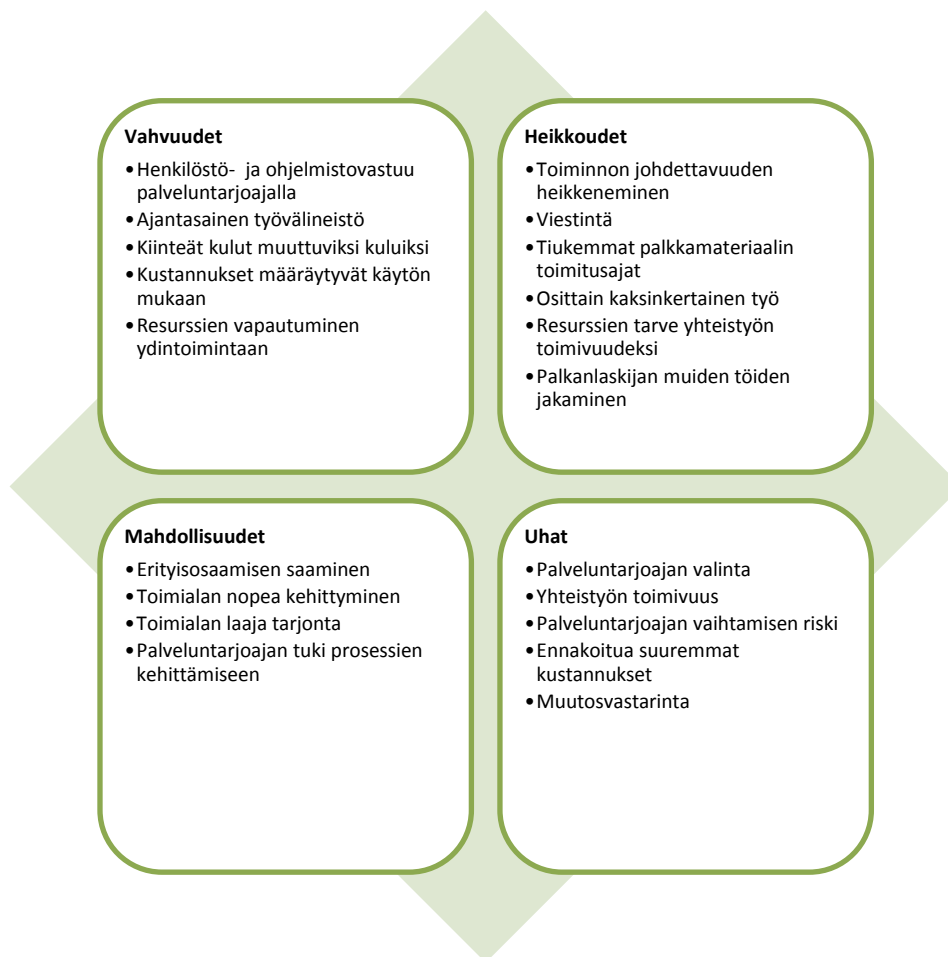 Vahvuudet
•Henkilöstö-  ja ohjelmistovastuu
palveluntarjoajalla
•Ajantasainen työvälineistö
•Kiinteät kulut muuttuviksi kuluiksi
•Kustannukset määräytyvät käytön
mukaan
•Resurssien vapautuminen
ydintoimintaan
Heikkoudet
•Toiminnon johdettavuuden
heikkeneminen
•Viestintä
•Tiukemmat palkkamateriaalin
toimitusajat
•Osittain kaksinkertainen työ
•Resurssien tarve yhteistyön
toimivuudeksi
•Palkanlaskijan muiden töiden
jakaminen
Mahdollisuudet
•Erityisosaamisen saaminen
•Toimialan nopea kehittyminen
•Toimialan laaja tarjonta
•Palveluntarjoajan tuki prosessien
kehittämiseen
Uhat
•Palveluntarjoajan valinta
•Yhteistyön toimivuus
•Palveluntarjoajan vaihtamisen riski
•Ennakoitua suuremmat
kustannukset
•Muutosvastarinta